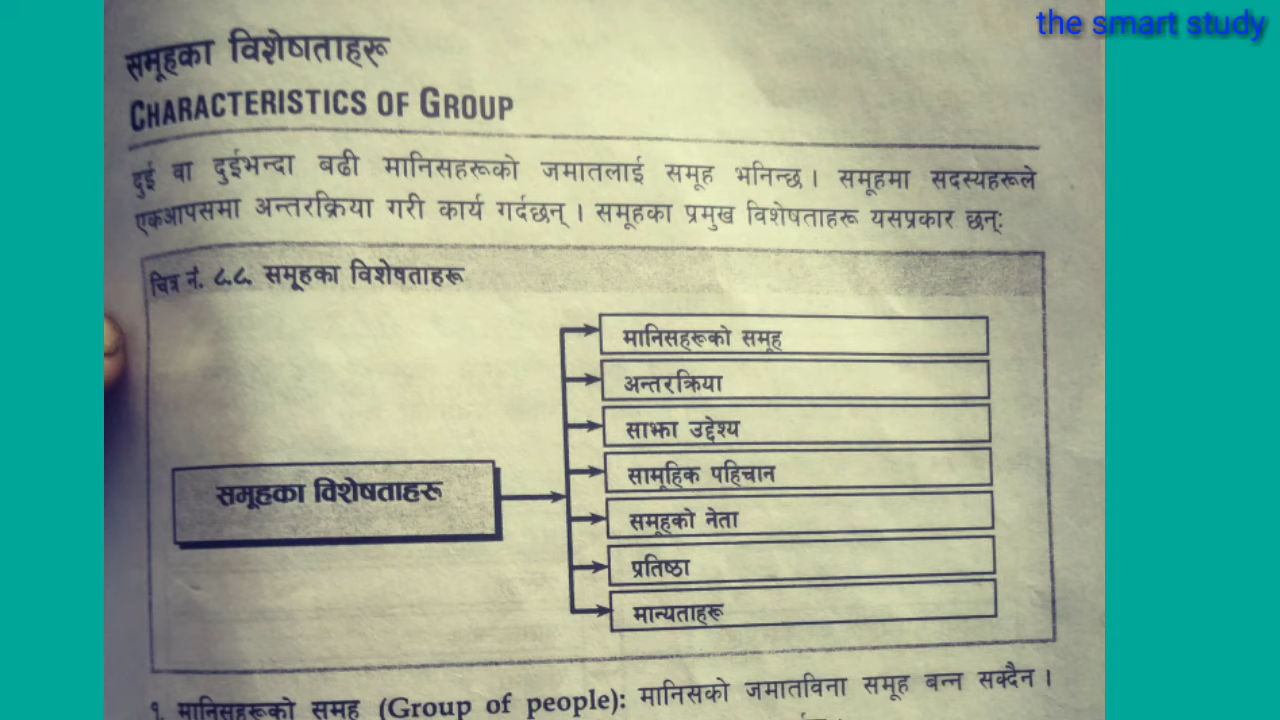 the smart study
समूहका विशेषताहरू
CHARACTERISTICS OF GROUP
दुई वा दुईभन्दा बढी मानिसहरूको जमातलाई समूह भनिन्छ । समूहमा सदस्यहरूले
एकआपसमा अन्तरक्रिया गरी कार्य गर्दछन् । समूहका प्रमुख विशेषताहरू यसप्रकार छन्:
चित्र नं. ८.८ समूहका विशेषताहरू
समूहका विशेषताहरू
मानिसहरूको समूह
अन्तरक्रिया
साझा उद्देश्य
सामूहिक पहिचान
समूहको नेता
प्रतिष्ठा
मान्यताहरू
१. मानिसहरूको समूह (Group of people): मानिसको जमातविना समूह बन्न सक्दैन ।